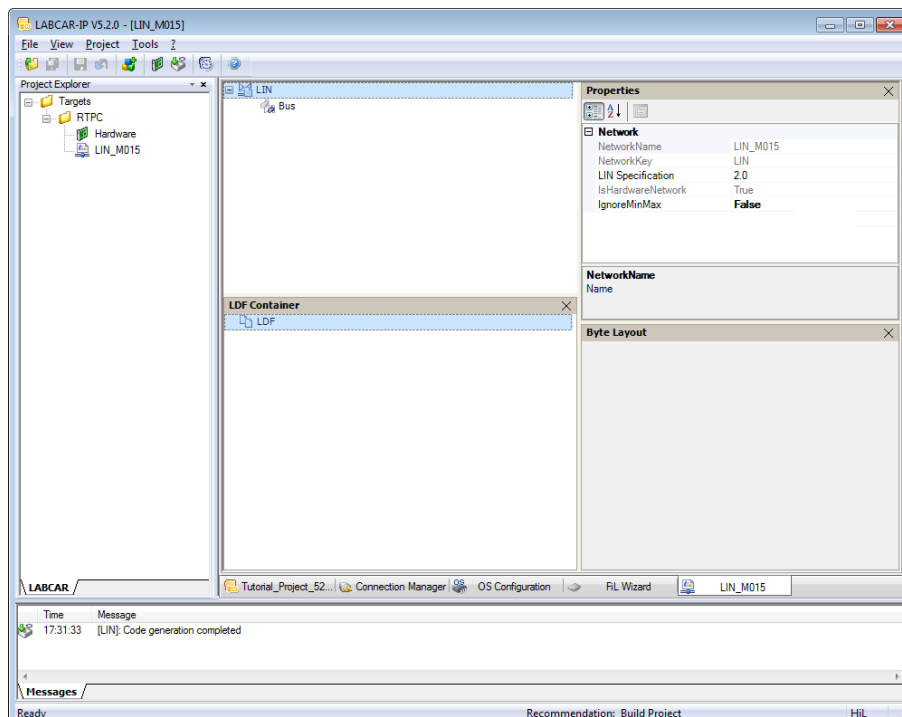 LABCAR-IP V5.2.0 - [LIN_M015]
File View Project Tools ?
Project Explorer
Targets
RTPC
Hardware
LIN_M015
LABCAR
LIN
Bus
LDF Container
LDF
Properties
Network
NetworkName LIN_M015
NetworkKey LIN
LIN Specification 2.0
IsHardwareNetwork True
IgnoreMinMax False
NetworkName
Name
Byte Layout
Tutorial_Project_52... Connection Manager OS Configuration FiL Wizard LIN_M015
Time Message
17:31:33 [LIN]: Code generation completed
Messages
Ready Recommendation: Build Project HiL